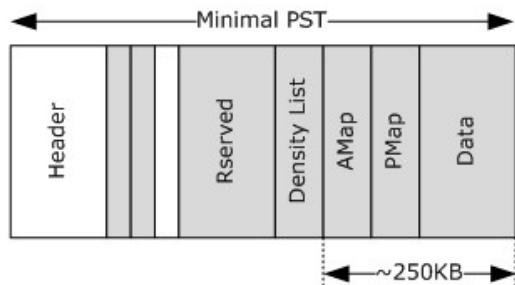 Minimal PST
Header
Rserved
Density List
AMap
PMap
Data
~250KB